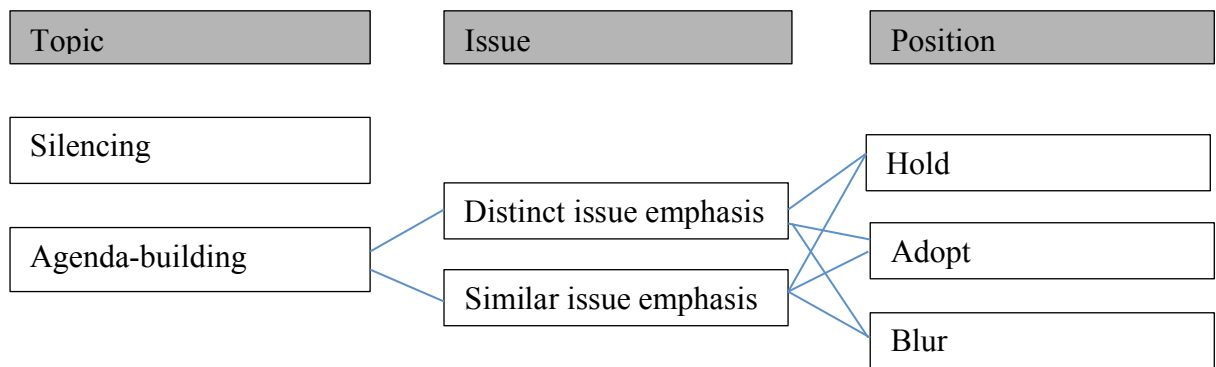 Topic
Issue
Position
Silencing
Agenda-building
Distinct issue emphasis
Similar issue emphasis
Hold
Adopt
Blur